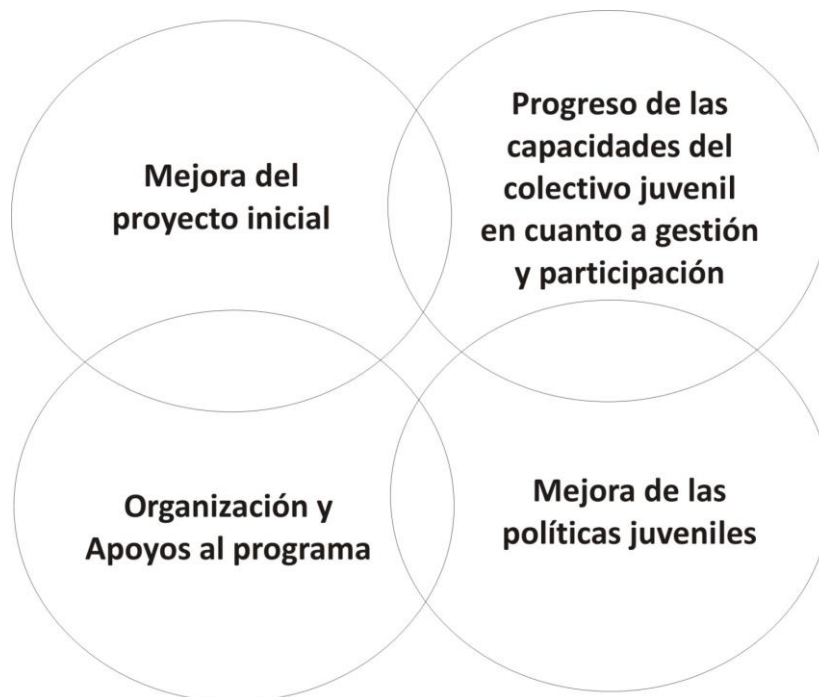 Mejora del
proyecto inicial
Progreso de las
capacidades del
colectivo juvenil
en cuanto a gestión
y participación
Organización y
Apoyos al programa
Mejora de las
políticas juveniles